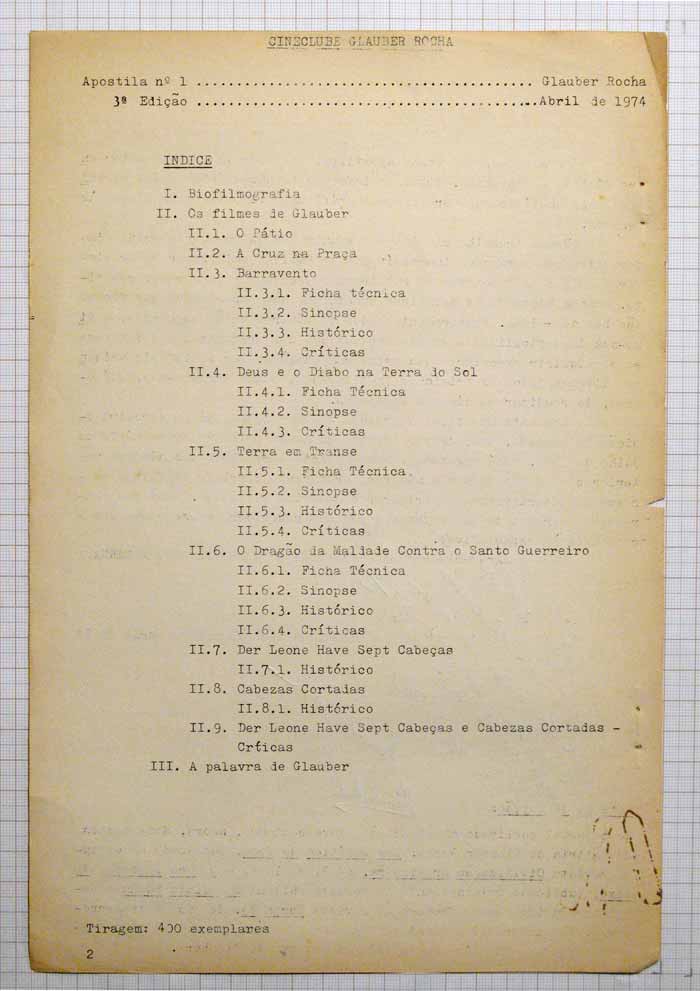 CINECLUBE GLAUBER ROCHA
Apostila nº 1 ........................................... Glauber Rocha
3ª Edição ........................................... Abril de 1974
INDICE
I. Biofilmografia
II. Os filmes de Glauber
II.1. O Pátio
II.2. A Cruz na Praça
II.3. Barravento
II.3.1. Ficha técnica
II.3.2. Sinopse
II.3.3. Histórico
II.3.4. Críticas
II.4. Deus e o Diabo na Terra do Sol
II.4.1. Ficha Técnica
II.4.2. Sinopse
II.4.3. Críticas
II.5. Terra em Transe
II.5.1. Ficha Técnica
II.5.2. Sinopse
II.5.3. Histórico
II.5.4. Críticas
II.6. O Dragão da Maldade Contra o Santo Guerreiro
II.6.1. Ficha Técnica
II.6.2. Sinopse
II.6.3. Histórico
II.6.4. Críticas
II.7. Der Leone Have Sept Cabeças
II.7.1. Histórico
II.8. Cabezas Cortadas
II.8.1. Histórico
II.9. Der Leone Have Sept Cabeças e Cabezas Cortadas -
Críticas
III. A palavra de Glauber
Tiragem: 400 exemplares
2